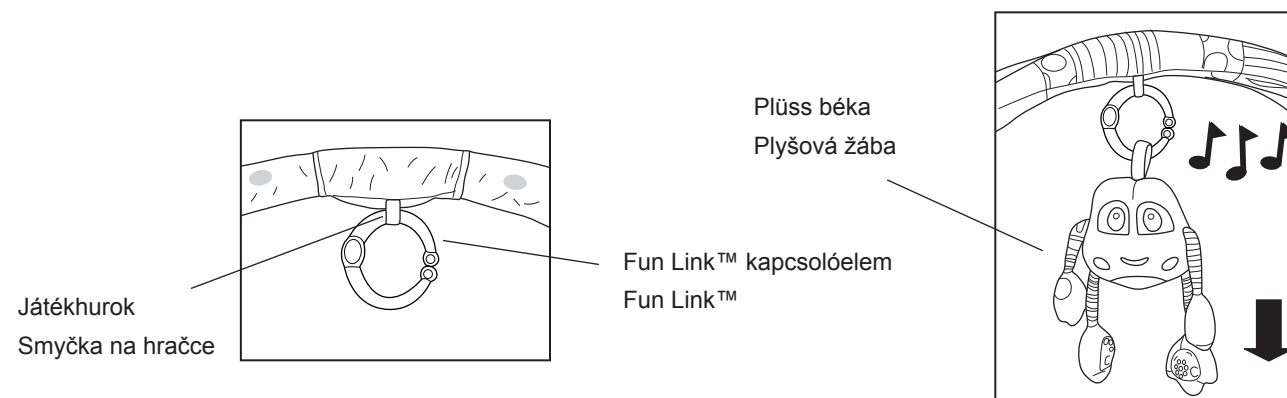 Plüss béka
Plyšová žába
Fun Link™ kapcsolóelem
Fun Link™
Játékhurok
Smyčka na hračce